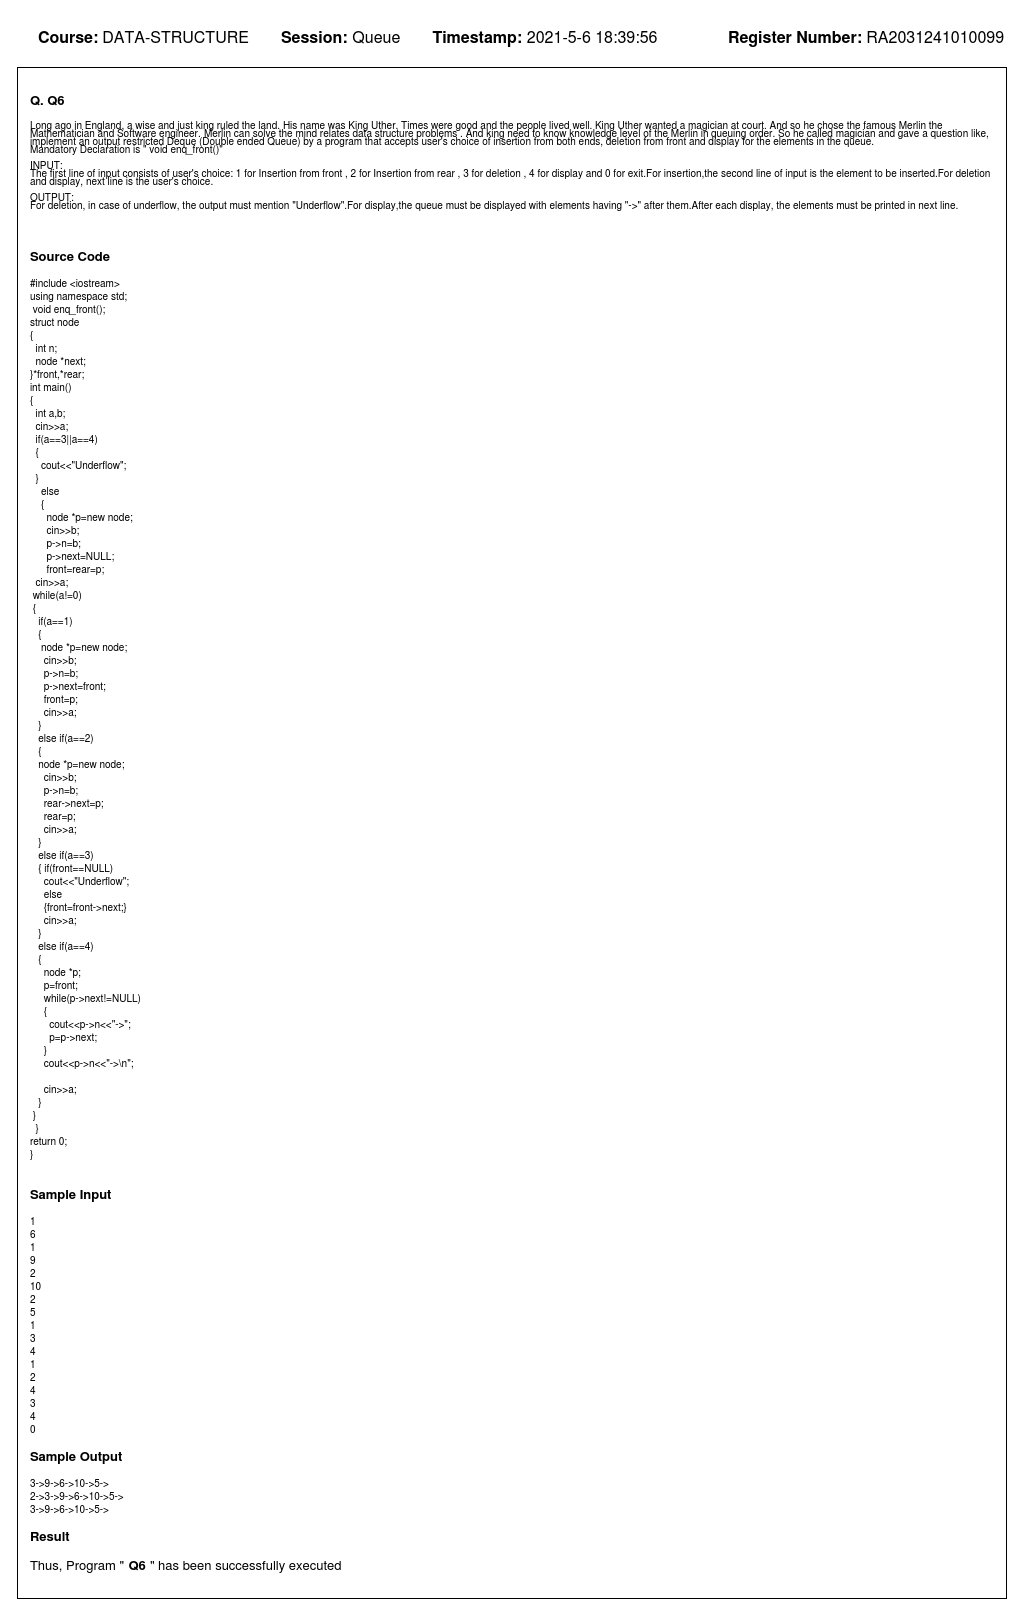 Course: DATA-STRUCTURE Session: Queue Timestamp: 2021-5-6 18:39:56 Register Number: RA2031241010099
Q. Q6
Long ago in England, a wise and just king ruled the land. His name was King Uther. Times were good and the people lived well. King Uther wanted a magician at court. And so he chose the famous Merlin the
Mathematician and Software engineer. Merlin can solve the mind relates data structure problems . And king need to know knowledge level of the Merlin in queuing order. So he called magician and gave a question like,
implement an output restricted Deque (Double ended Queue) by a program that accepts user's choice of insertion from both ends, deletion from front and display for the elements in the queue.
Mandatory Declaration is " void enq_front()"
INPUT:
The first line of input consists of user's choice: 1 for Insertion from front , 2 for Insertion from rear , 3 for deletion , 4 for display and 0 for exit.For insertion,the second line of input is the element to be inserted.For deletion
and display, next line is the user's choice.
OUTPUT:
For deletion, in case of underflow, the output must mention "Underflow".For display,the queue must be displayed with elements having "->" after them.After each display, the elements must be printed in next line.
Source Code
#include <iostream>
using namespace std;
void enq_front();
struct node
{
int n;
node *next;
}*front,*rear;
int main()
{
int a,b;
cin>>a;
if(a==3||a==4)
{
cout<<"Underflow";
}
else
{
node *p=new node;
cin>>b;
p->n=b;
p->next=NULL;
front=rear=p;
cin>>a;
while(a!=0)
{
if(a==1)
{
node *p=new node;
cin>>b;
p->n=b;
p->next=front;
front=p;
cin>>a;
}
else if(a==2)
{
node *p=new node;
cin>>b;
p->n=b;
rear->next=p;
rear=p;
cin>>a;
}
else if(a==3)
{ if(front==NULL)
cout<<"Underflow";
else
{front=front->next;}
cin>>a;
}
else if(a==4)
{
node *p;
p=front;
while(p->next!=NULL)
{
cout<<p->n<<"->";
p=p->next;
}
cout<<p->n<<"->\n";
cin>>a;
}
}
}
return 0;
}
Sample Input
1
6
1
9
2
10
2
5
1
3
4
1
2
4
3
4
0
Sample Output
3->9->6->10->5->
2->3->9->6->10->5->
3->9->6->10->5->
Result
Thus, Program " Q6 " has been successfully executed